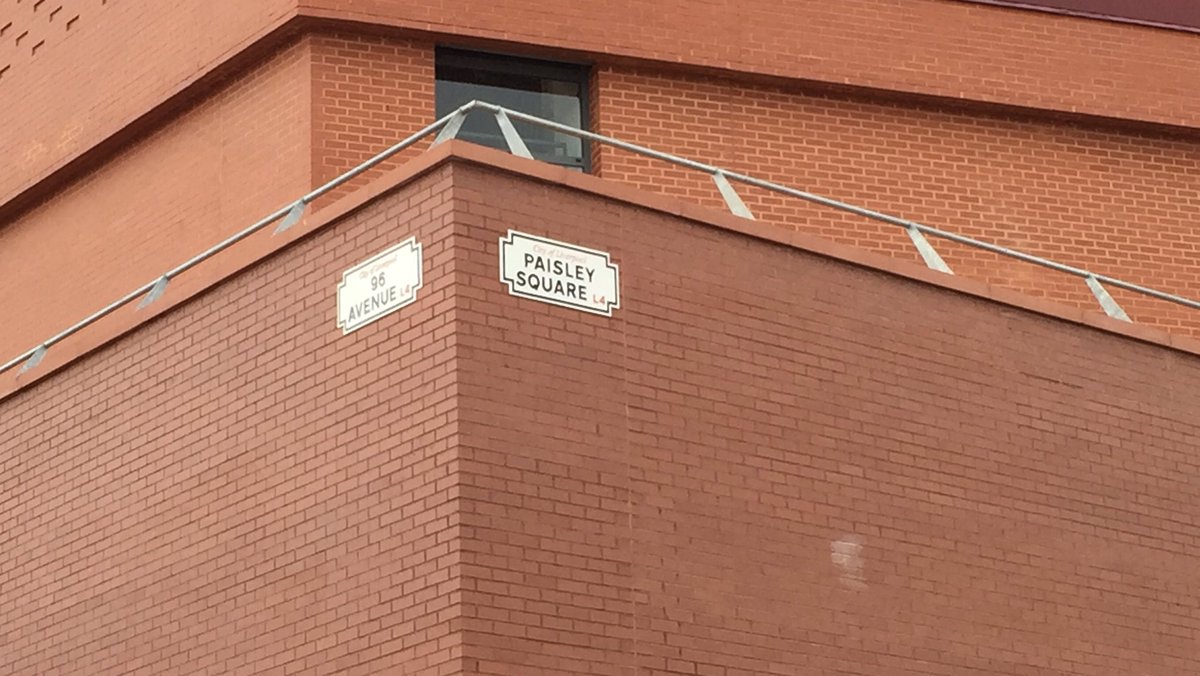 City of Liverpool
96
AVENUE L4
City of Liverpool
PAISLEY
SQUARE L4